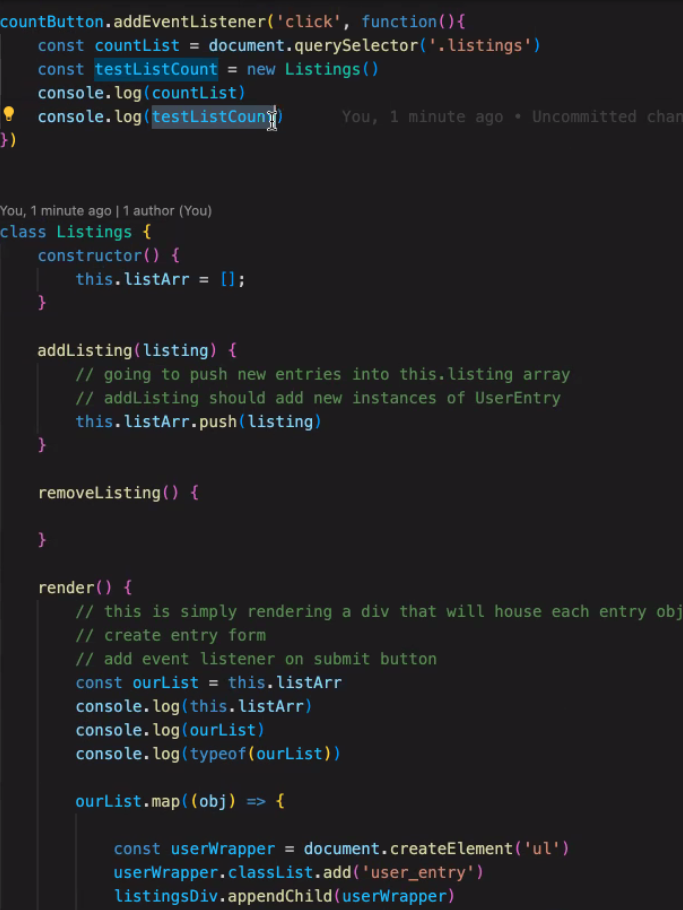 countButton.addEventListener('click', function(){
    const countList = document.querySelector('.listings')
    const testListCount = new Listings()
    console.log(countList)
    console.log(testListCount)        You, 1 minute ago • Uncommitted
})
You, 1 minute ago | 1 author (You)
class Listings {
    constructor() {
        this.listArr = [];
    }
    addListing(listing) {
        // going to push new entries into this.listing array
        // addListing should add new instances of UserEntry
        this.listArr.push(listing)
    }
    removeListing() {
    }
    render() {
        // this is simply rendering a div that will house each entry obj
        // create entry form
        // add event listener on submit button
        const ourList = this.listArr
        console.log(this.listArr)
        console.log(ourList)
        console.log(typeof(ourList))
        ourList.map((obj) => {
            const userWrapper = document.createElement('ul')
            userWrapper.classList.add('user_entry')
            listingsDiv.appendChild(userWrapper)